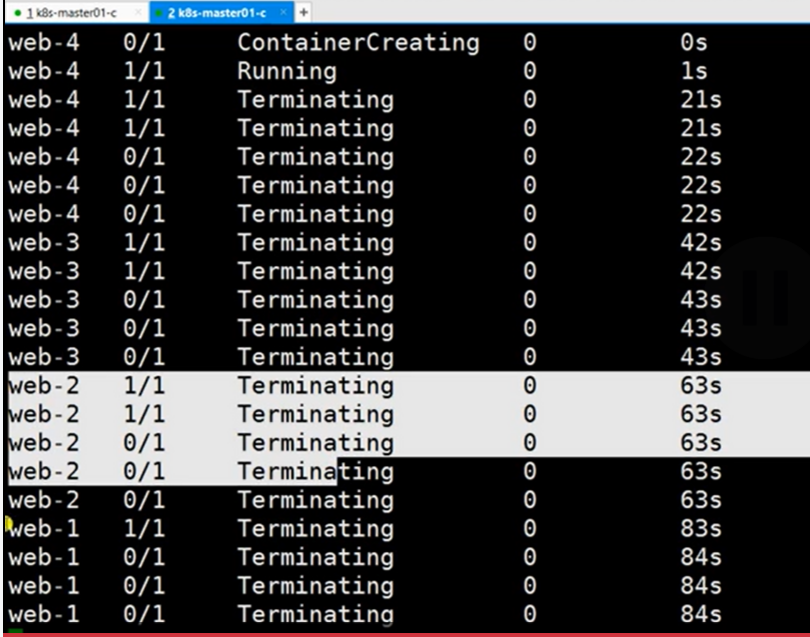 1 k8s-master01-c × 2 k8s-master01-c × +
web-4 0/1 ContainerCreating 0 0s
web-4 1/1 Running 0 1s
web-4 1/1 Terminating 0 21s
web-4 1/1 Terminating 0 21s
web-4 0/1 Terminating 0 22s
web-4 0/1 Terminating 0 22s
web-4 0/1 Terminating 0 22s
web-3 1/1 Terminating 0 42s
web-3 1/1 Terminating 0 42s
web-3 0/1 Terminating 0 43s
web-3 0/1 Terminating 0 43s
web-3 0/1 Terminating 0 43s
web-2 1/1 Terminating 0 63s
web-2 1/1 Terminating 0 63s
web-2 0/1 Terminating 0 63s
web-2 0/1 Terminating 0 63s
web-2 0/1 Terminating 0 63s
web-1 1/1 Terminating 0 83s
web-1 0/1 Terminating 0 84s
web-1 0/1 Terminating 0 84s
web-1 0/1 Terminating 0 84s